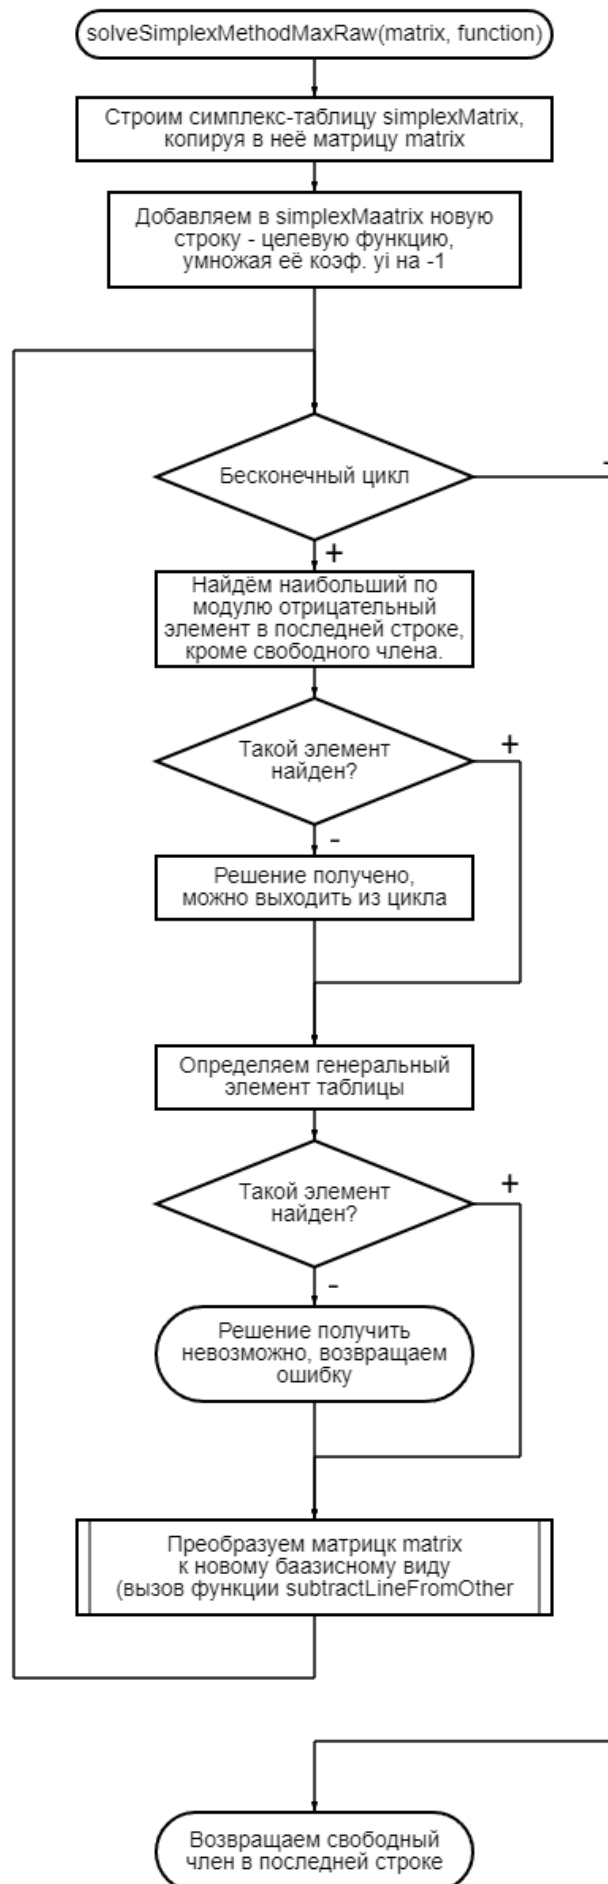 solveSimplexMethodMaxRaw(matrix, function)
Строим симплекс-таблицу simplexMatrix,
копируя в неё матрицу matrix
Добавляем в simplexMaatrix новую
строку - целевую функцию,
умножая её коэф. yi на -1
Бесконечный цикл
-
+
Найдём наибольший по
модулю отрицательный
элемент в последней строке,
кроме свободного члена.
Такой элемент
найден?
+
-
Решение получено,
можно выходить из цикла
Определяем генеральный
элемент таблицы
Такой элемент
найден?
+
-
Решение получить
невозможно, возвращаем
ошибку
Преобразуем матрицк matrix
к новому баазисному виду
(вызов функции subtractLineFromOther
Возвращаем свободный
член в последней строке